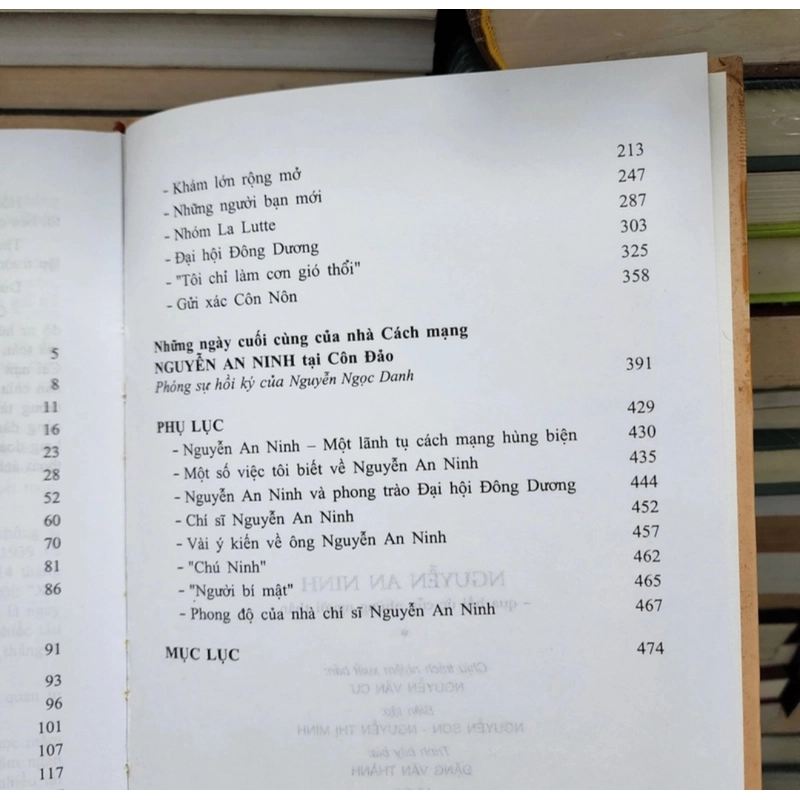 5
8
11
16
23
28
52
60
70
81
86
91
93
96
101
107
117
- Khám lớn rộng mở 213
- Những người bạn mới 247
- Nhóm La Lutte 287
- Đại hội Đông Dương 303
- "Tôi chỉ làm cơn gió thổi" 325
- Gửi xác Côn Nôn 358
Những ngày cuối cùng của nhà Cách mạng
NGUYỄN AN NINH tại Côn Đảo
Phóng sự hồi ký của Nguyễn Ngọc Danh 391
PHỤ LỤC 429
- Nguyễn An Ninh – Một lãnh tụ cách mạng hùng biện 430
- Một số việc tôi biết về Nguyễn An Ninh 435
- Nguyễn An Ninh và phong trào Đại hội Đông Dương 444
- Chí sĩ Nguyễn An Ninh 452
- Vài ý kiến về ông Nguyễn An Ninh 457
- "Chú Ninh" 462
- "Người bí mật" 465
- Phong độ của nhà chí sĩ Nguyễn An Ninh 467
MỤC LỤC 474